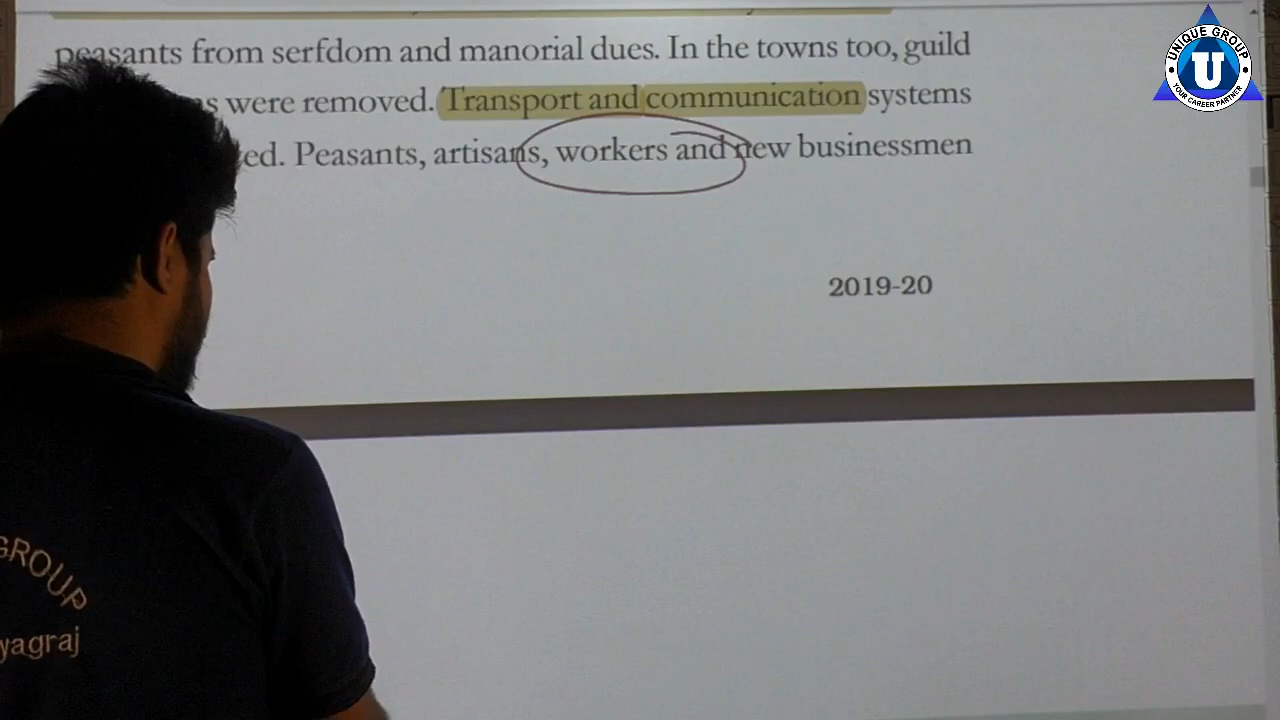 peasants from serfdom and manorial dues. In the towns too, guild
were removed. Transport and communication systems
Peasants, artisans, workers and new businessmen
2019-20
UNIQUE GROUP
U
YOUR CAREER PARTNER
GROUP
yagraj